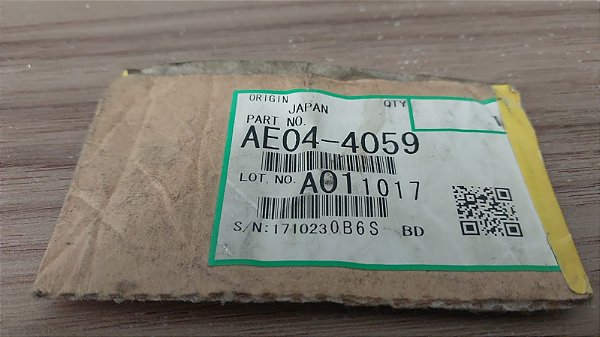 ORIGIN QTY
JAPAN
PART NO.
AE04-4059
LOT.NO. A011017
S/N:1710230B6S BD